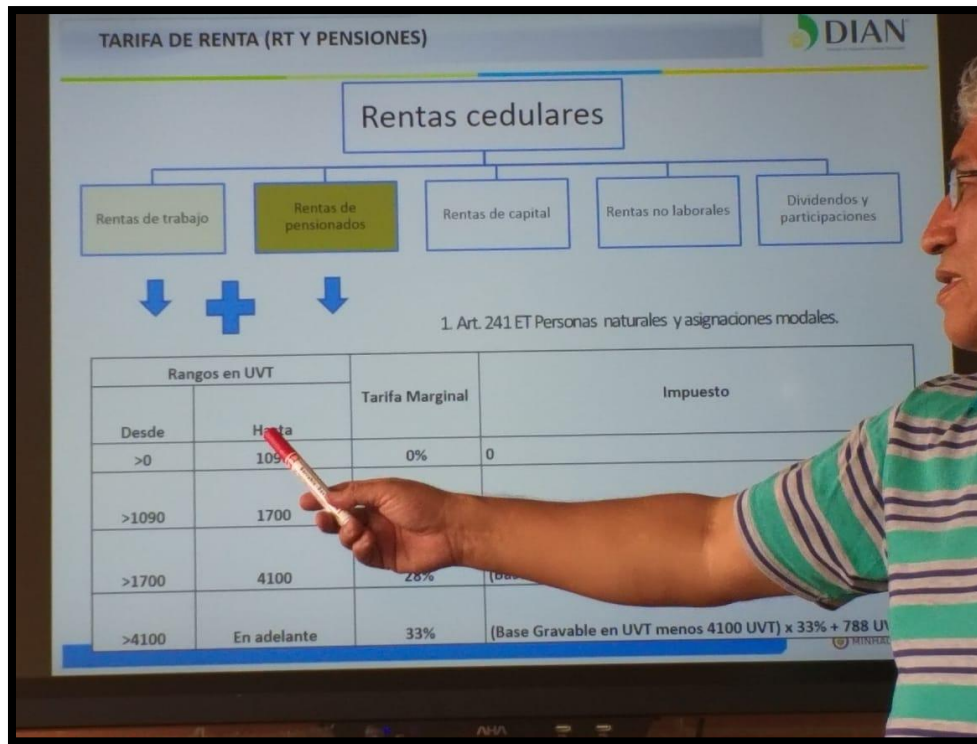 TARIFA DE RENTA (RT Y PENSIONES)
DIAN
Rentas cedulares
Rentas de trabajo
Rentas de
pensionados
Rentas de capital
Rentas no laborales
Dividendos y
participaciones
1. Art. 241 ET Personas naturales y asignaciones modales.
Rangos en UVT
Tarifa Marginal
Impuesto
Desde
Hasta
>0
0%
0
>1090
1700
>1700
4100
28%
>4100
En adelante
33%
(Base Gravable en UVT menos 4100 UVT) x 33% + 788